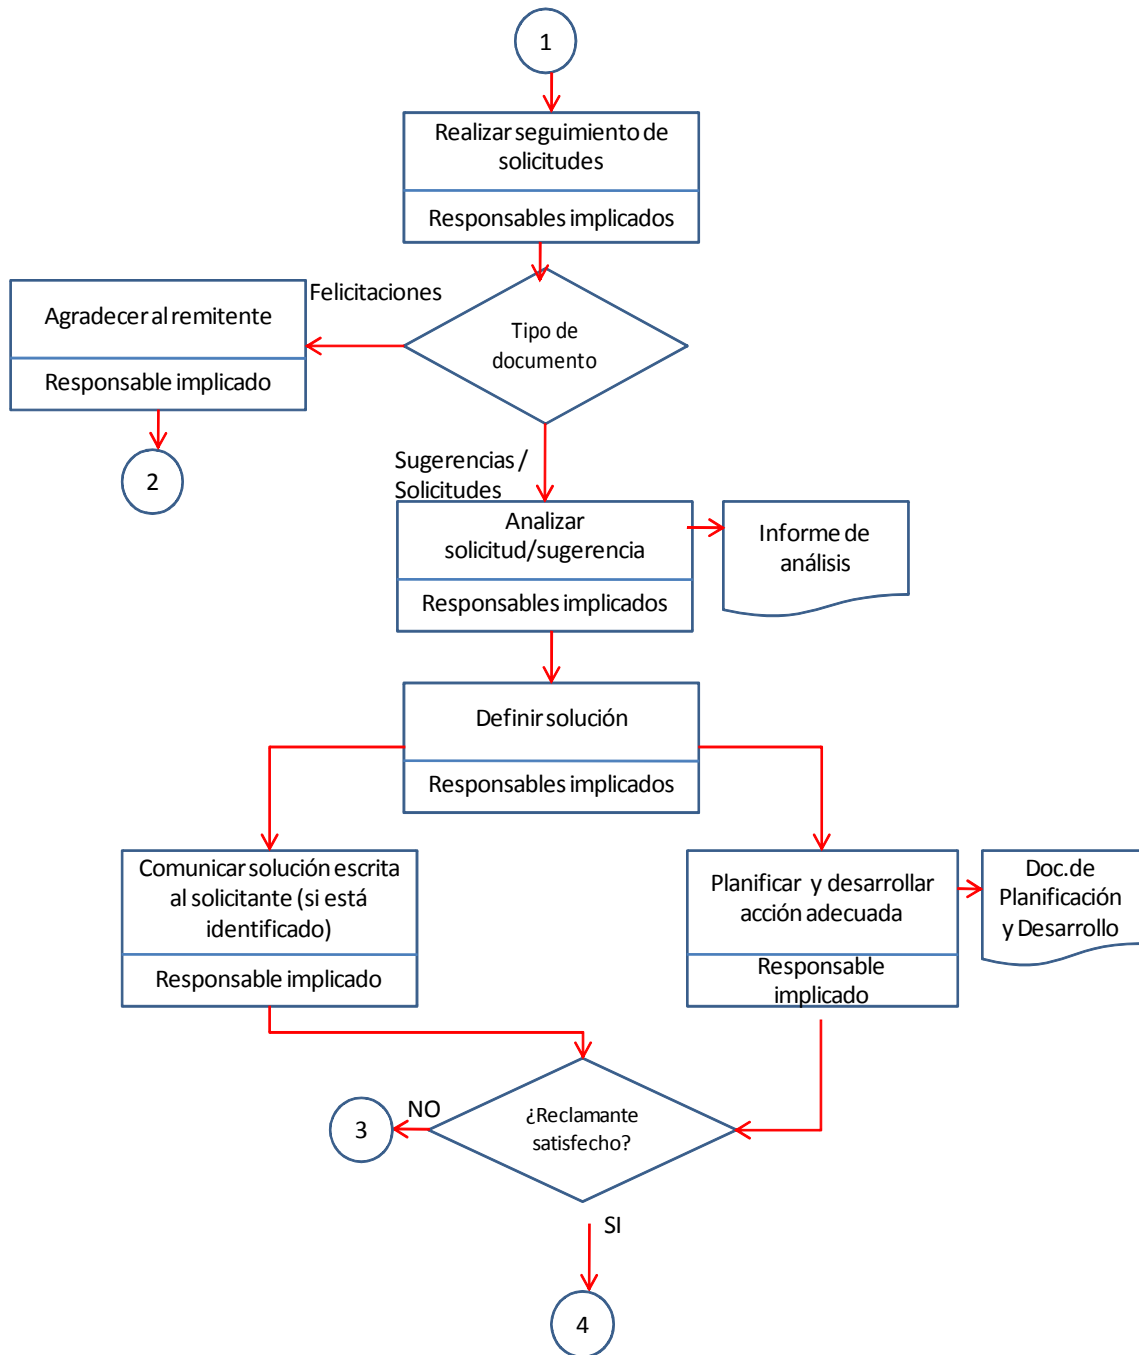 1
Realizar seguimiento de
solicitudes
Responsables implicados
Felicitaciones
Agradecer al remitente
Responsable implicado
2
Tipo de
documento
Sugerencias /
Solicitudes
Analizar
solicitud/sugerencia
Responsables implicados
Informe de
análisis
Definir solución
Responsables implicados
Comunicar solución escrita
al solicitante (si está
identificado)
Responsable implicado
Planificar y desarrollar
acción adecuada
Responsable
implicado
Doc. de
Planificación
y Desarrollo
¿Reclamante
satisfecho?
NO
3
SI
4